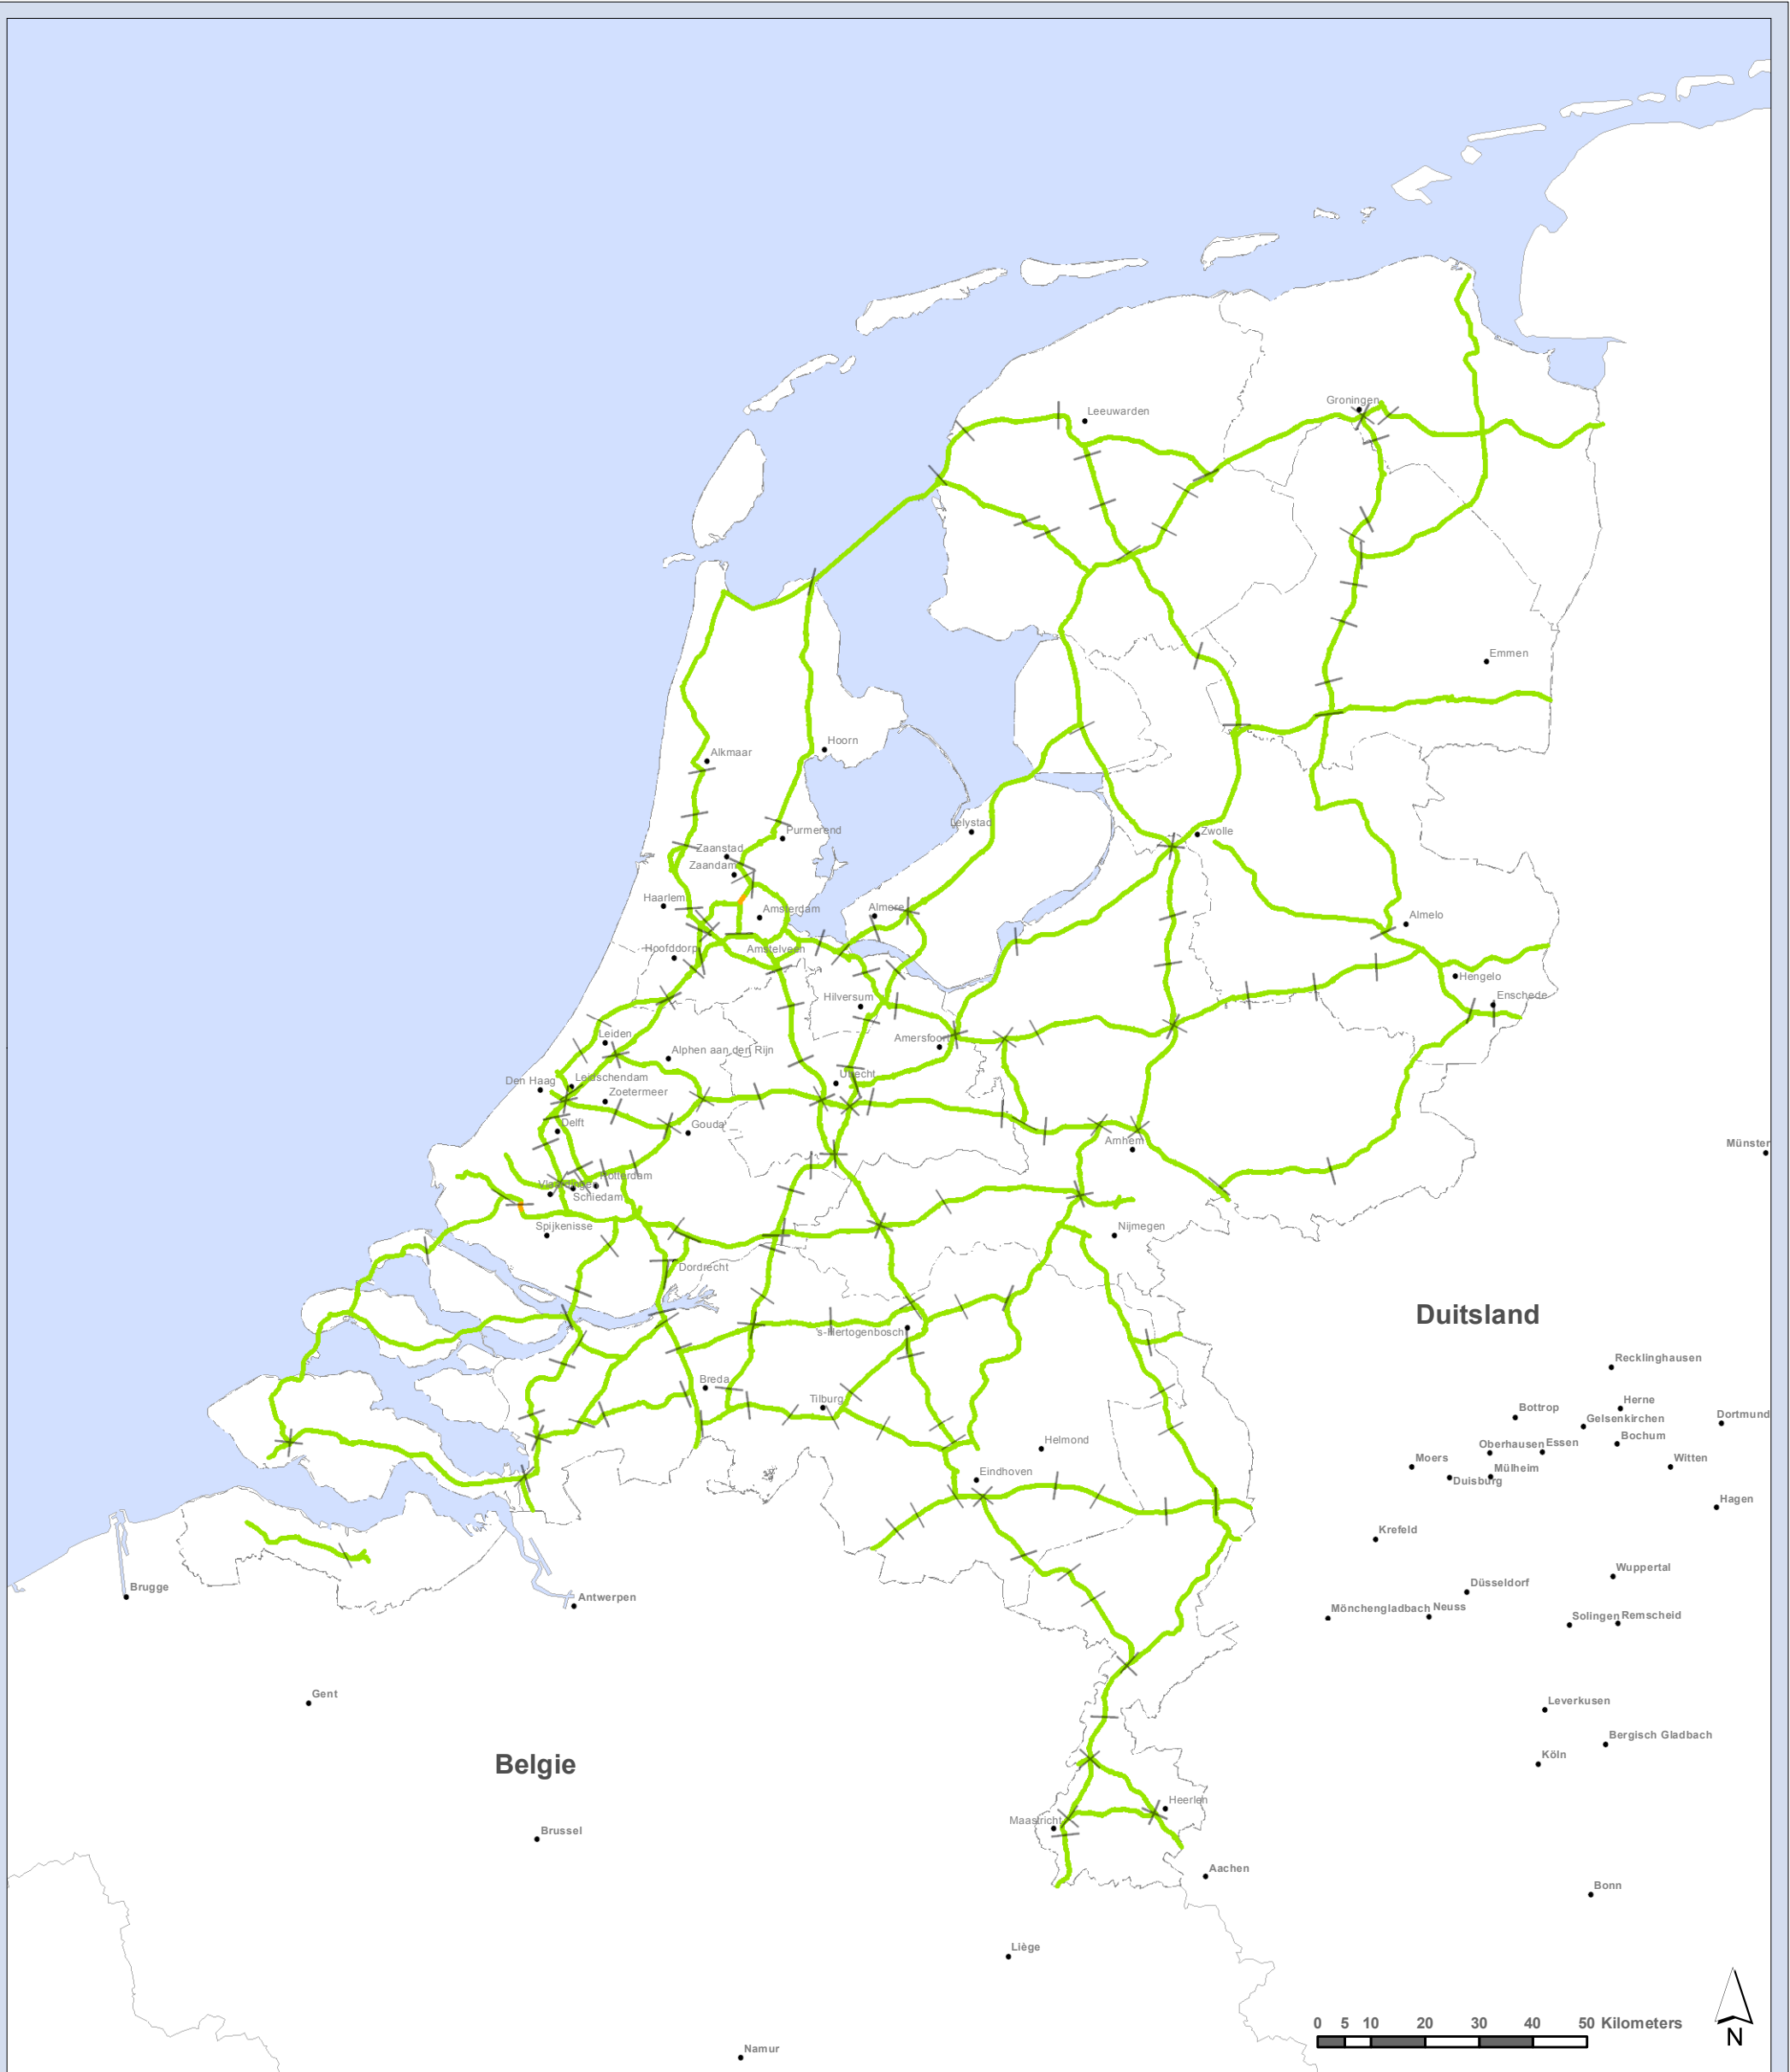 Groningen
Leeuwarden
Emmen
Hoorn
Alkmaar
Lelystad
Purmerend
Zwolle
Zaanstad
Zaandam
Haarlem
Amsterdam
Almere
Almelo
Hoofddorp
Amstelveen
Hengelo
Hilversum
Enschede
Leiden
Amersfoort
Alphen aan den Rijn
Den Haag
Leidschendam
Utrecht
Zoetermeer
Delft
Gouda
Arnhem
Münster
Rotterdam
Schiedam
Spijkenisse
Nijmegen
Dordrecht
Duitsland
's-Hertogenbosch
Recklinghausen
Breda
Tilburg
Herne
Bottrop
Gelsenkirchen
Dortmund
Helmond
Oberhausen
Essen
Bochum
Moers
Mülheim
Witten
Eindhoven
Duisburg
Hagen
Krefeld
Brugge
Antwerpen
Wuppertal
Düsseldorf
Mönchengladbach
Neuss
Solingen
Remscheid
Gent
Leverkusen
Belgie
Bergisch Gladbach
Köln
Heerlen
Maastricht
Brussel
Aachen
Bonn
Liège
0 5 10 20 30 40 50 Kilometers
N
Namur